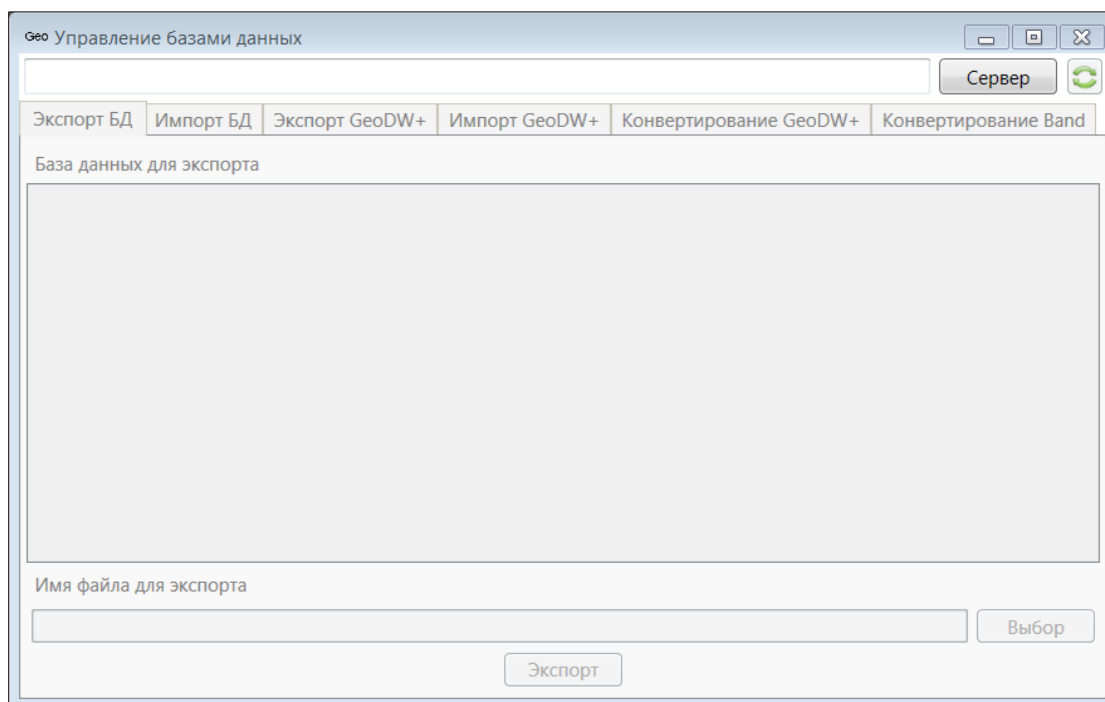 Geo Управление базами данных
Сервер
Экспорт БД Импорт БД Экспорт GeoDW+ Импорт GeoDW+ Конвертирование GeoDW+ Конвертирование Band
База данных для экспорта
Имя файла для экспорта
Выбор
Экспорт